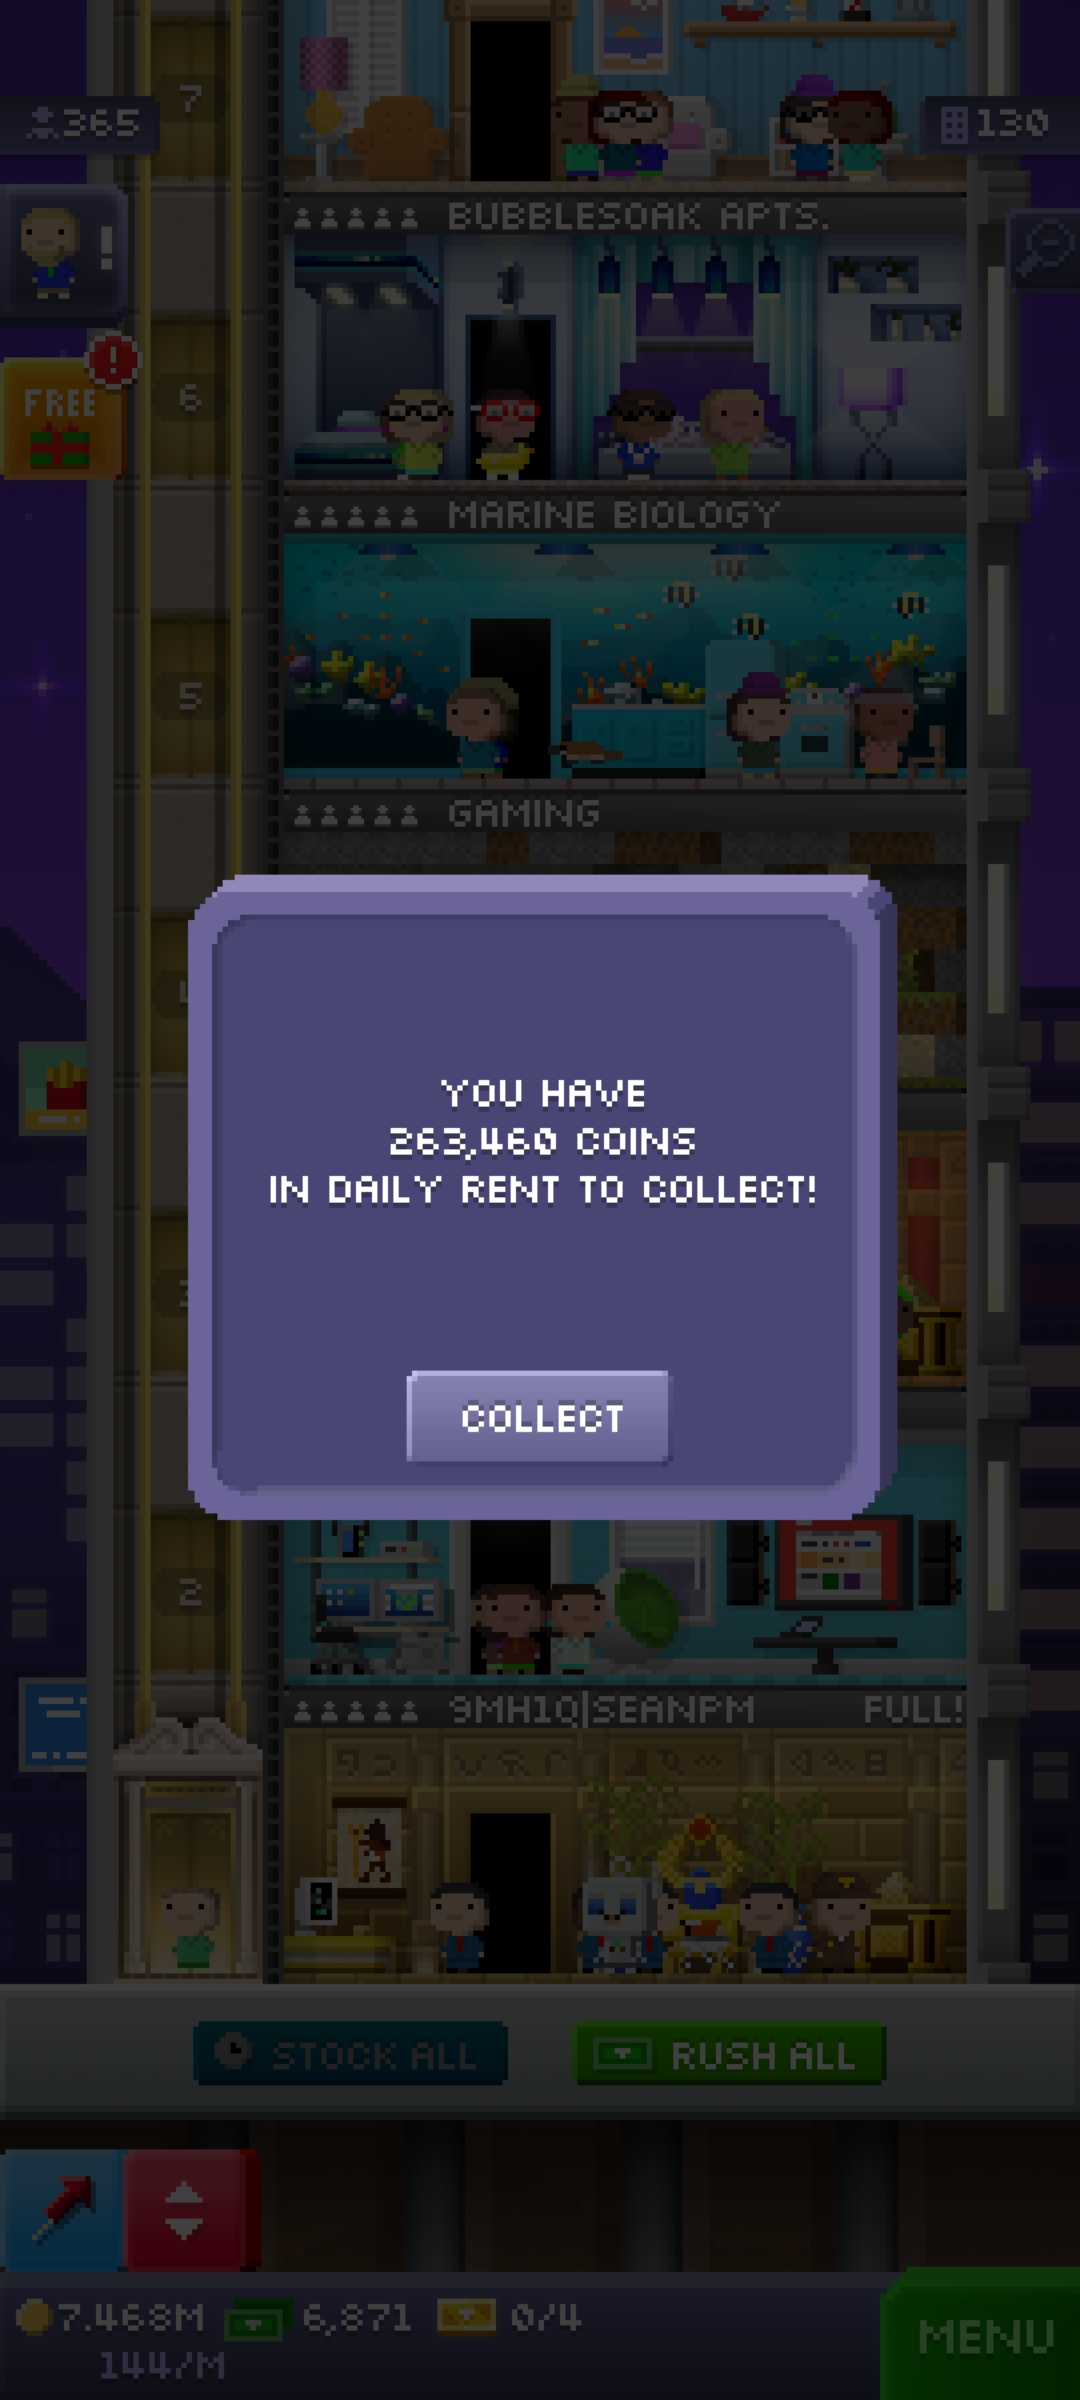 7
365
130
BUBBLESOAK APTS.
!
!
FREE
6
MARINE BIOLOGY
5
GAMING
YOU HAVE
263,460 COINS
IN DAILY RENT TO COLLECT!
COLLECT
2
9MH1Q|SEANPM FULL!
STOCK ALL
RUSH ALL
7.468M 6,871 0/4
144/M
MENU